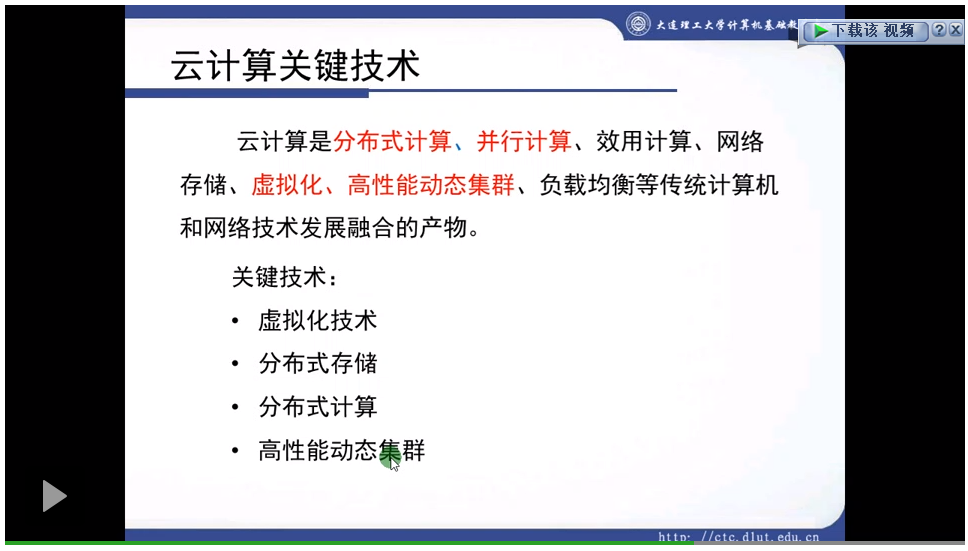 大连理工大学计算机基础教
下载该 视频
云计算关键技术
云计算是分布式计算、并行计算、效用计算、网络
存储、虚拟化、高性能动态集群、负载均衡等传统计算机
和网络技术发展融合的产物。
关键技术：
• 虚拟化技术
• 分布式存储
• 分布式计算
• 高性能动态集群
http: //ctc.dlut.edu.cn